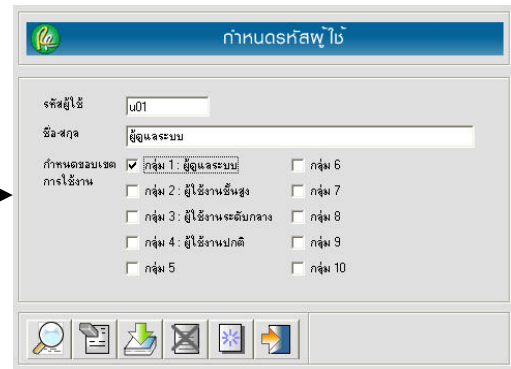 กำหนดรหัสผู้ใช้
รหัสผู้ใช้ u01
ชื่อ-สกุล ผู้ดูแลระบบ
กำหนดขอบเขต กลุ่ม 1 : ผู้ดูแลระบบ กลุ่ม 6
การใช้งาน
กลุ่ม 2 : ผู้ใช้งานชั้นสูง กลุ่ม 7
กลุ่ม 3 : ผู้ใช้งานระดับกลาง กลุ่ม 8
กลุ่ม 4 : ผู้ใช้งานปกติ กลุ่ม 9
กลุ่ม 5 กลุ่ม 10